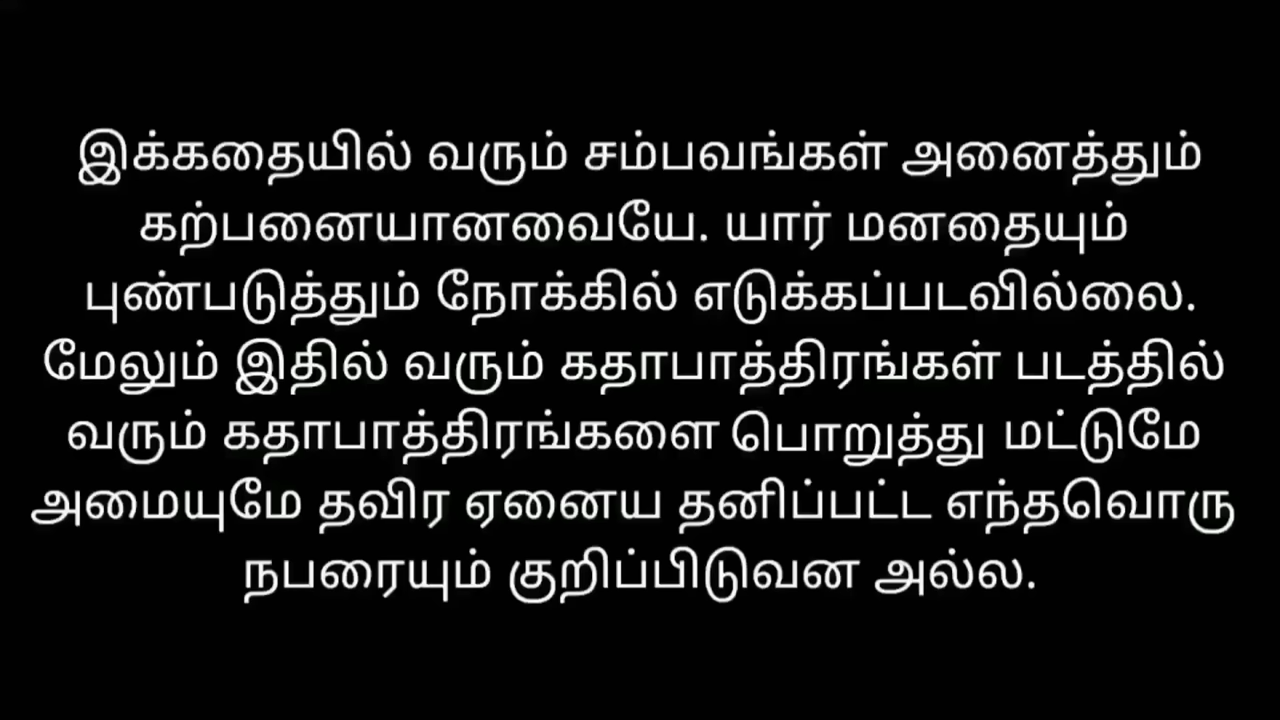 இக்கதையில் வரும் சம்பவங்கள் அனைத்தும்
கற்பனையானவையே. யார் மனதையும்
புண்படுத்தும் நோக்கில் எடுக்கப்படவில்லை.
மேலும் இதில் வரும் கதாபாத்திரங்கள் படத்தில்
வரும் கதாபாத்திரங்களை பொறுத்து மட்டுமே
அமையுமே தவிர ஏனைய தனிப்பட்ட எந்தவொரு
நபரையும் குறிப்பிடுவன அல்ல.